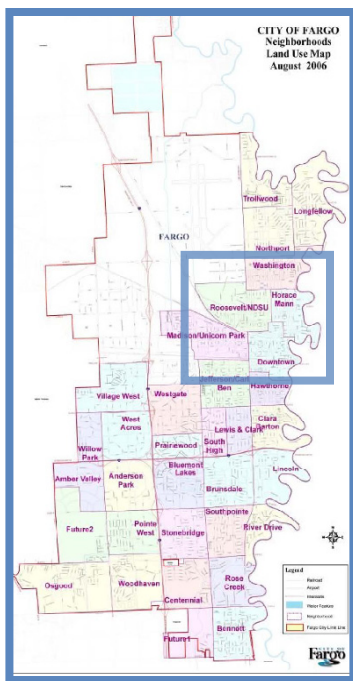 CITY OF FARGO
Neighborhoods
Land Use Map
August 2006
Trollwood
Longfellow
FARGO
Northport
Washington
Horace
Mann
Roosevelt/NDSU
Madison/Unicorn Park
Downtown
Jefferson/Carl
Ben
Hawthorne
Village West
Westgate
Clara
Barton
West
Acres
Lewis & Clark
Willow
Park
Prairiewood
South
High
Bluemont
Lakes
Lincoln
Amber Valley
Anderson
Park
Brunsdale
Southpointe
Future2
Pointe
West
Stonebridge
River Drive
Osgood
Woodhaven
Rose
Creek
Centennial
Future1
Bennett
Legend
Railroad
Airport
Interstate
Water Feature
Neighborhood
Fargo City Limit Line
Fargo